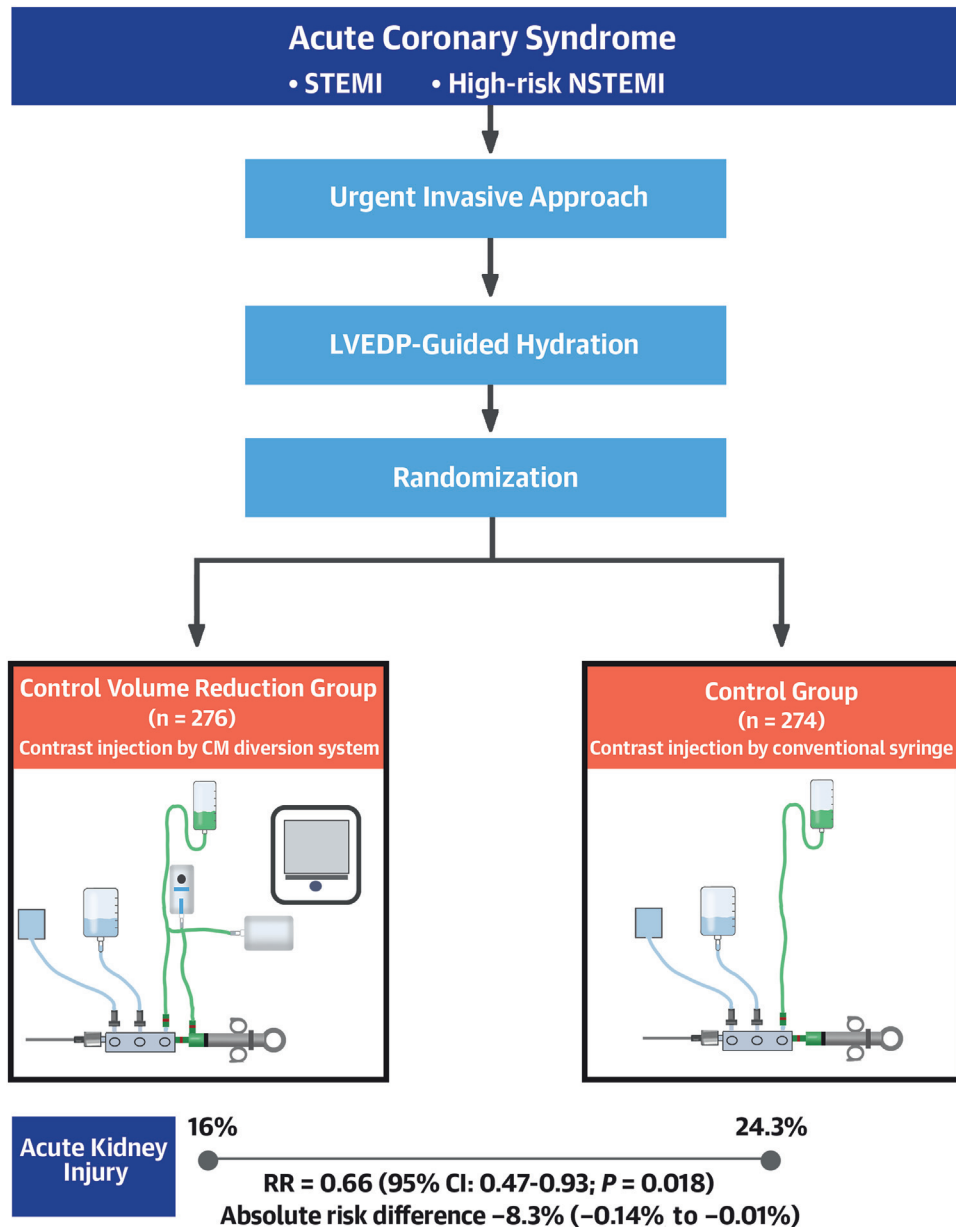 Acute Coronary Syndrome
• STEMI • High-risk NSTEMI
Urgent Invasive Approach
LVEDP-Guided Hydration
Randomization
Control Volume Reduction Group
(n = 276)
Contrast injection by CM diversion system
Control Group
(n = 274)
Contrast injection by conventional syringe
Acute Kidney
Injury
16%
24.3%
RR = 0.66 (95% CI: 0.47-0.93; P = 0.018)
Absolute risk difference −8.3% (−0.14% to −0.01%)